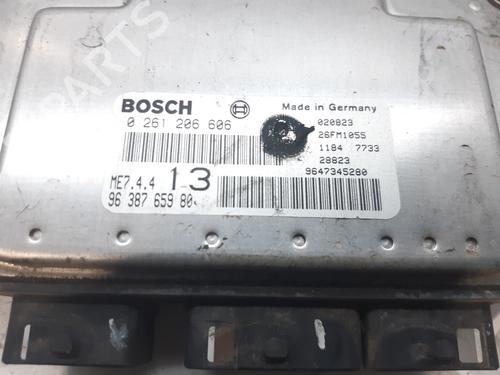 PARTS
BOSCH
Made in Germany
0 261 206 606
020823
26FM1055
1184 7733
28823
9647345280
ME7.4.4 13
96 387 659 80